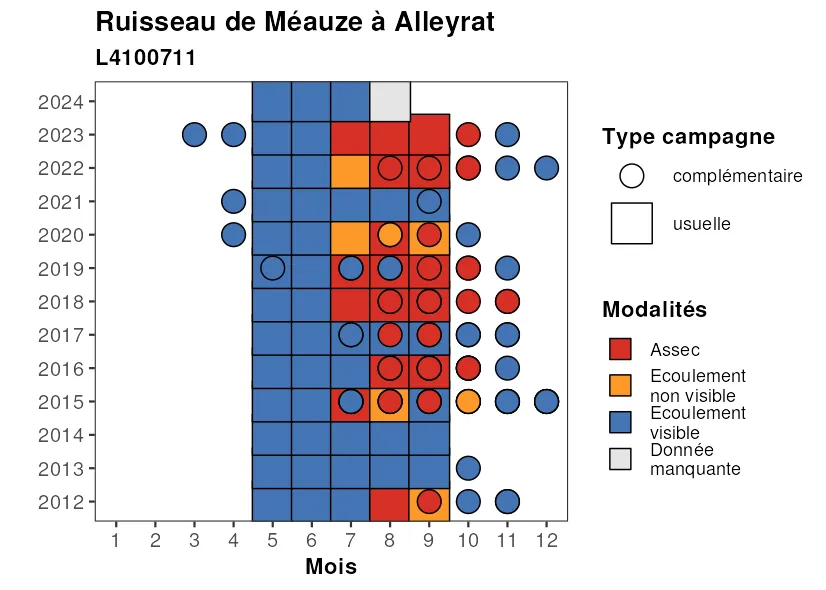 Ruisseau de Méauze à Alleyrat
L4100711
2024
2023
2022
2021
2020
2019
2018
2017
2016
2015
2014
2013
2012
1 2 3 4 5 6 7 8 9 10 11 12
Mois
Type campagne
complémentaire
usuelle
Modalités
Assec
Ecoulement
non visible
Ecoulement
visible
Donnée
manquante